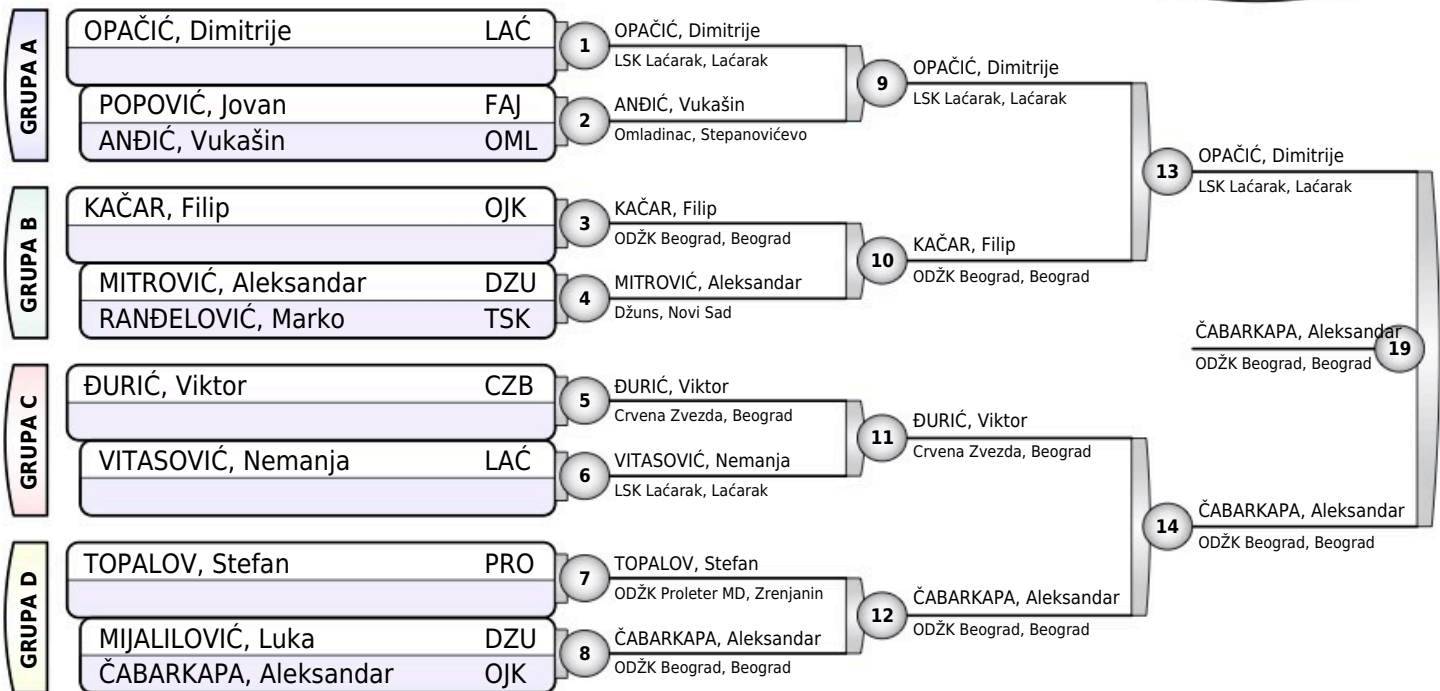 GRUPA A
OPAČIĆ, Dimitrije LAĆ
POPOVIĆ, Jovan FAJ
ANĐIĆ, Vukašin OML
GRUPA B
KAČAR, Filip OJK
MITROVIĆ, Aleksandar DZU
RANĐELOVIĆ, Marko TSK
GRUPA C
ĐURIĆ, Viktor CZB
VITASOVIĆ, Nemanja LAĆ
GRUPA D
TOPALOV, Stefan PRO
MIJALILOVIĆ, Luka DZU
ČABARKAPA, Aleksandar OJK
1
OPAČIĆ, Dimitrije
LSK Laćarak, Laćarak
2
ANĐIĆ, Vukašin
Omladinac, Stepanovićevo
3
KAČAR, Filip
ODŽK Beograd, Beograd
4
MITROVIĆ, Aleksandar
Džuns, Novi Sad
5
ĐURIĆ, Viktor
Crvena Zvezda, Beograd
6
VITASOVIĆ, Nemanja
LSK Laćarak, Laćarak
7
TOPALOV, Stefan
ODŽK Proleter MD, Zrenjanin
8
ČABARKAPA, Aleksandar
ODŽK Beograd, Beograd
9
OPAČIĆ, Dimitrije
LSK Laćarak, Laćarak
10
KAČAR, Filip
ODŽK Beograd, Beograd
11
ĐURIĆ, Viktor
Crvena Zvezda, Beograd
12
ČABARKAPA, Aleksandar
ODŽK Beograd, Beograd
13
OPAČIĆ, Dimitrije
LSK Laćarak, Laćarak
14
ČABARKAPA, Aleksandar
ODŽK Beograd, Beograd
ČABARKAPA, Aleksandar
ODŽK Beograd, Beograd
19